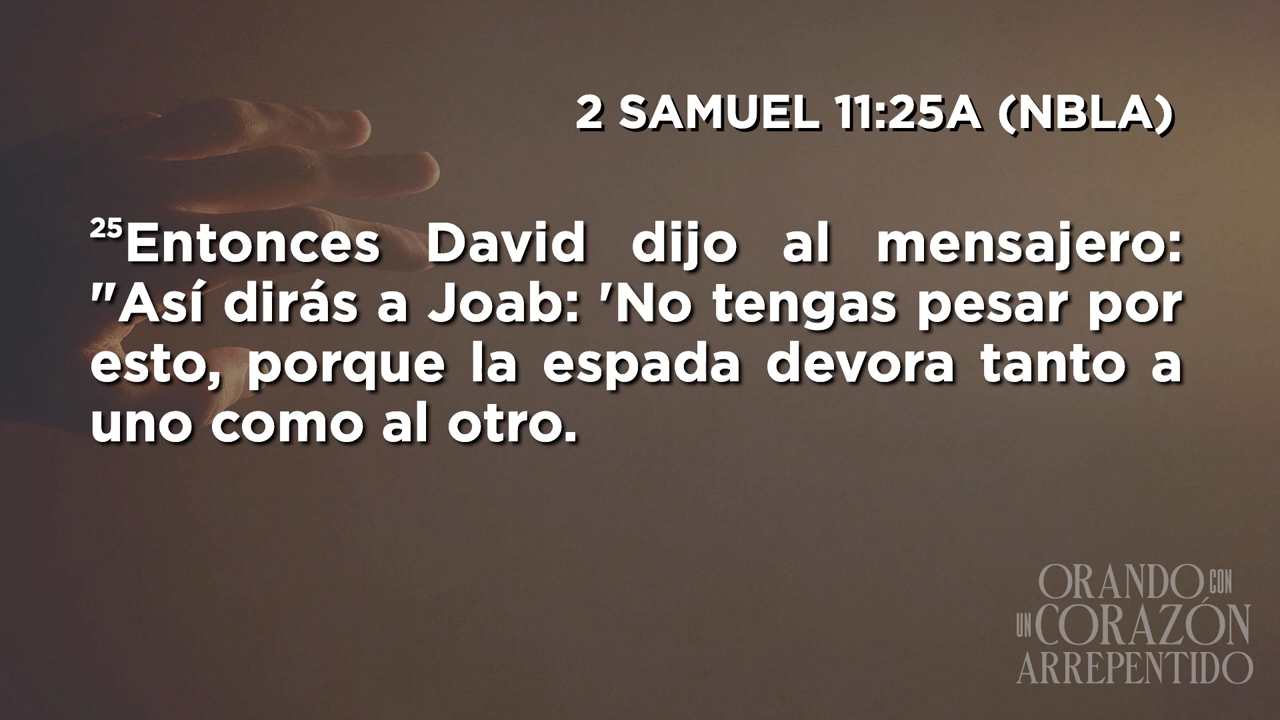 2 SAMUEL 11:25A (NBLA)
25Entonces David dijo al mensajero:
"Así dirás a Joab: 'No tengas pesar por
esto, porque la espada devora tanto a
uno como al otro.
ORANDO CON
UN CORAZÓN
ARREPENTIDO